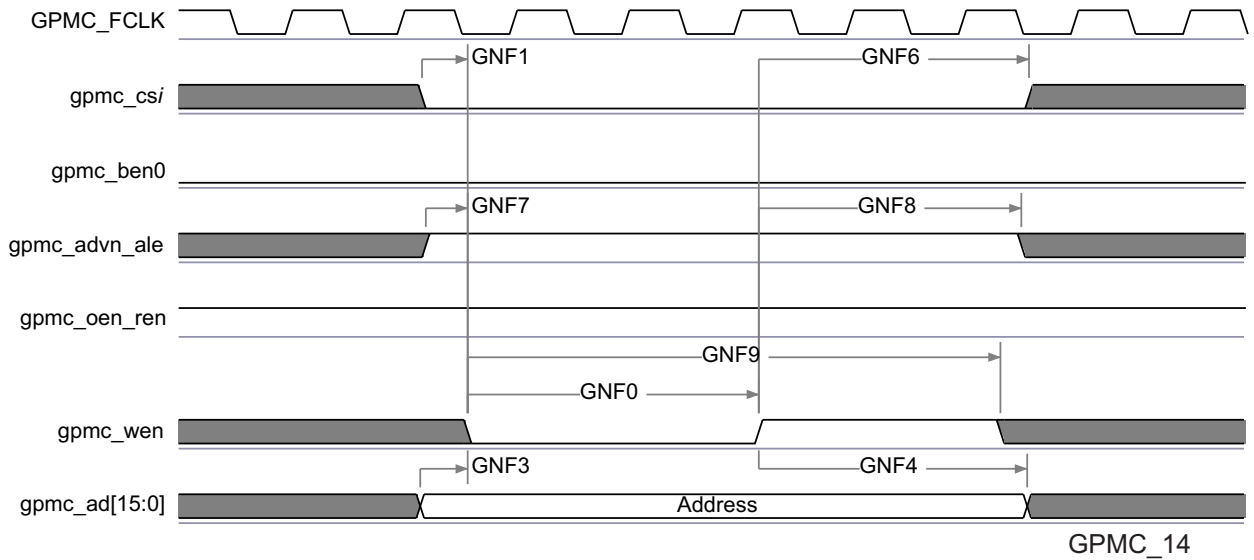 GPMC_FCLK
GNF1
GNF6
gpmc_csi
gpmc_ben0
GNF7
GNF8
gpmc_advn_ale
gpmc_oen_ren
GNF9
GNF0
gpmc_wen
GNF3
GNF4
gpmc_ad[15:0]
Address
GPMC_14